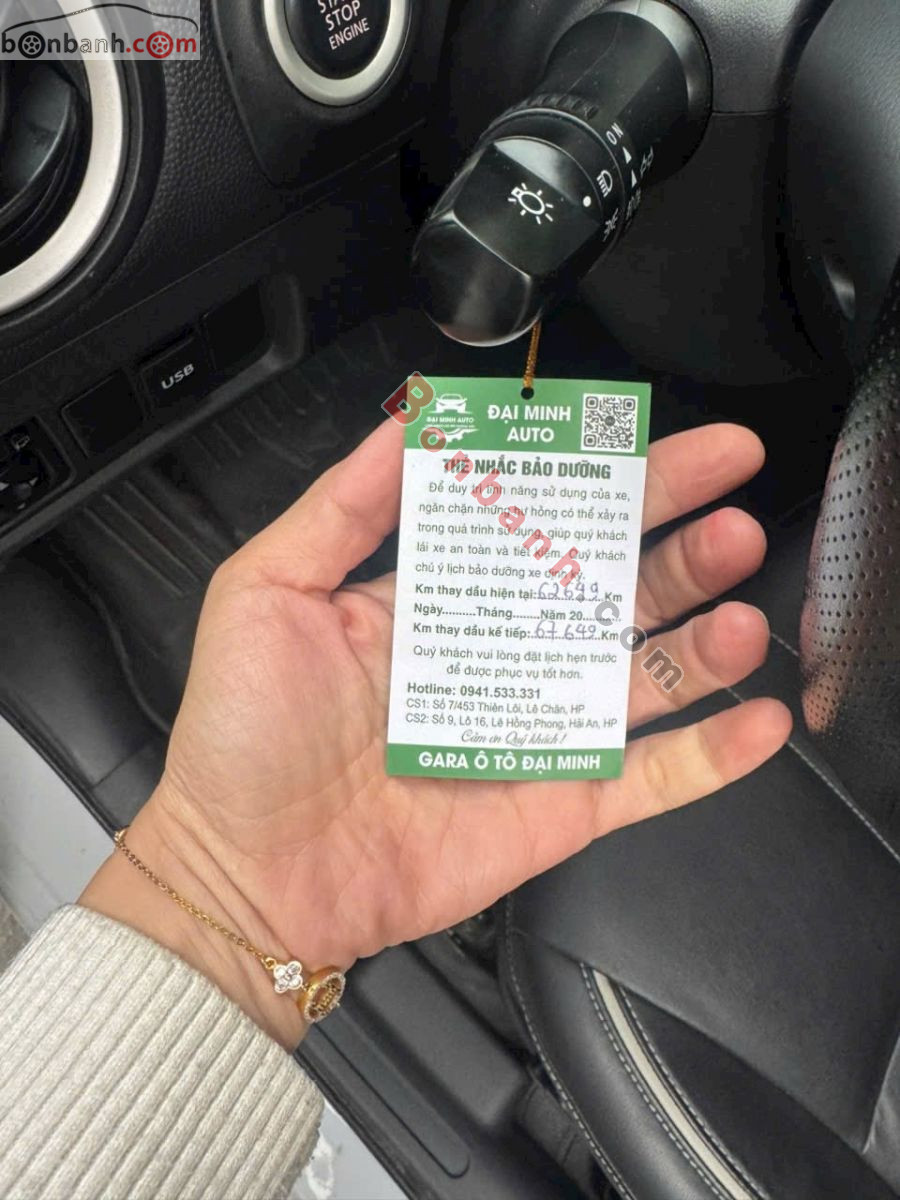 bonbanh.com
STOP
ENGINE
ON
USB
ĐẠI MINH AUTO
ĐẠI MINH
AUTO
THẺ NHẮC BẢO DƯỠNG
Để duy trì tính năng sử dụng của xe,
ngăn chặn những hư hỏng có thể xảy ra
trong quá trình sử dụng, giúp quý khách
lái xe an toàn và tiết kiệm. Quý khách
chú ý lịch bảo dưỡng xe định kỳ.
Km thay dầu hiện tại: 62649 Km
Ngày..........Tháng........Năm 20...........
Km thay dầu kế tiếp: 67649 Km
Quý khách vui lòng đặt lịch hẹn trước
để được phục vụ tốt hơn.
Hotline: 0941.533.331
CS1: Số 7/453 Thiên Lôi, Lê Chân, HP
CS2: Số 9, Lô 16, Lê Hồng Phong, Hải An, HP
Cảm ơn Quý khách!
GARA Ô TÔ ĐẠI MINH
Bonbanh.com